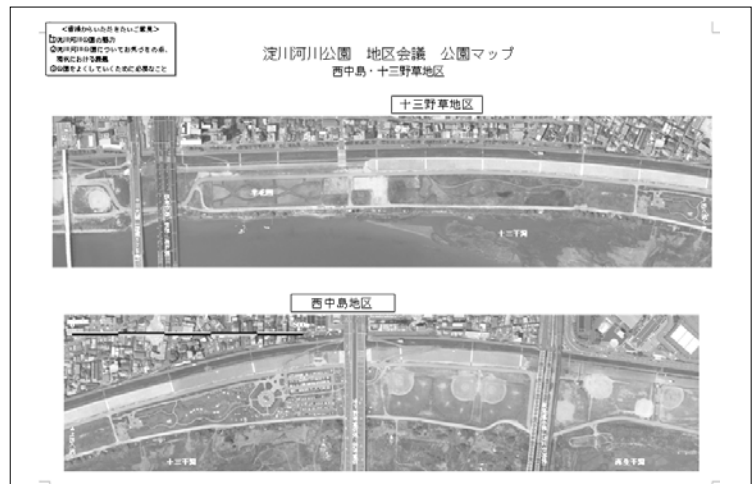 ＜皆様からいただきたいご意見＞
①淀川河川公園の魅力
②淀川河川公園についてお気づきの点、
現状における課題
③公園をよくしていくために必要なこと
淀川河川公園　地区会議　公園マップ
西中島・十三野草地区
十三野草地区
野草園
十三干潟
西中島地区
十三干潟